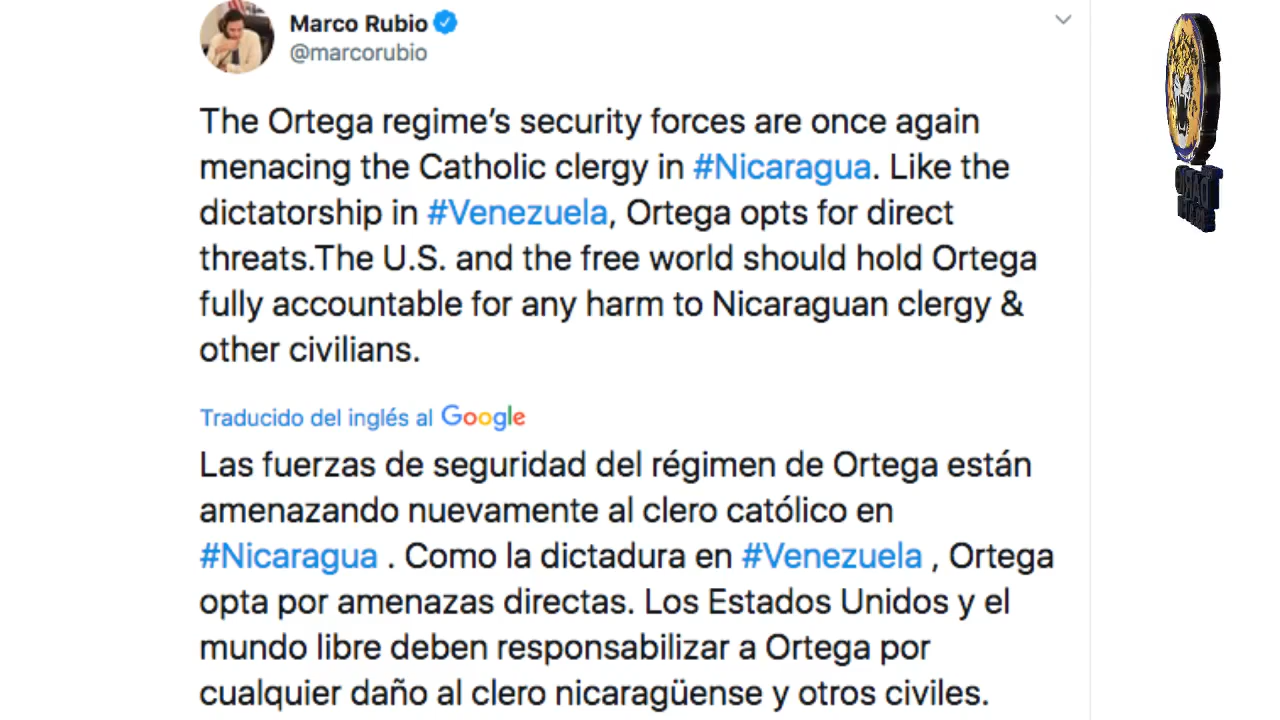 Marco Rubio
@marcorubio
The Ortega regime’s security forces are once again
menacing the Catholic clergy in #Nicaragua. Like the
dictatorship in #Venezuela, Ortega opts for direct
threats.The U.S. and the free world should hold Ortega
fully accountable for any harm to Nicaraguan clergy &
other civilians.
Traducido del inglés al Google
Las fuerzas de seguridad del régimen de Ortega están
amenazando nuevamente al clero católico en
#Nicaragua . Como la dictadura en #Venezuela , Ortega
opta por amenazas directas. Los Estados Unidos y el
mundo libre deben responsabilizar a Ortega por
cualquier daño al clero nicaragüense y otros civiles.